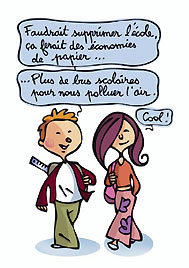 Faudrait supprimer l'école,
ça ferait des économies
de papier ...
...Plus de bus scolaires
pour nous polluer l'air.
Cool!